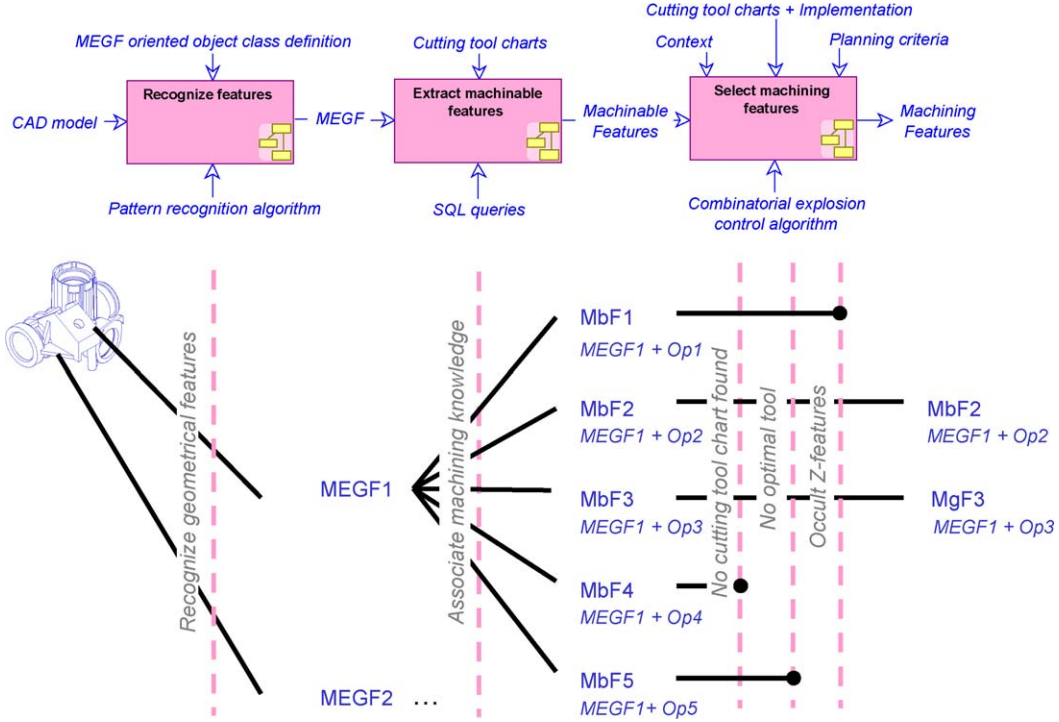 Cutting tool charts + Implementation
MEGF oriented object class definition
Cutting tool charts
Context
Planning criteria
Recognize features
Extract machinable
features
Select machining
features
CAD model
MEGF
Machinable
Features
Machining
Features
Pattern recognition algorithm
SQL queries
Combinatorial explosion
control algorithm
Recognize geometrical features
Associate machining knowledge
No cutting tool chart found
No optimal tool
Occult Z-features
MbF1
MEGF1 + Op1
MbF2
MEGF1 + Op2
MbF2
MEGF1 + Op2
MEGF1
MbF3
MEGF1 + Op3
MgF3
MEGF1 + Op3
MbF4
MEGF1 + Op4
MEGF2 ...
MbF5
MEGF1+ Op5